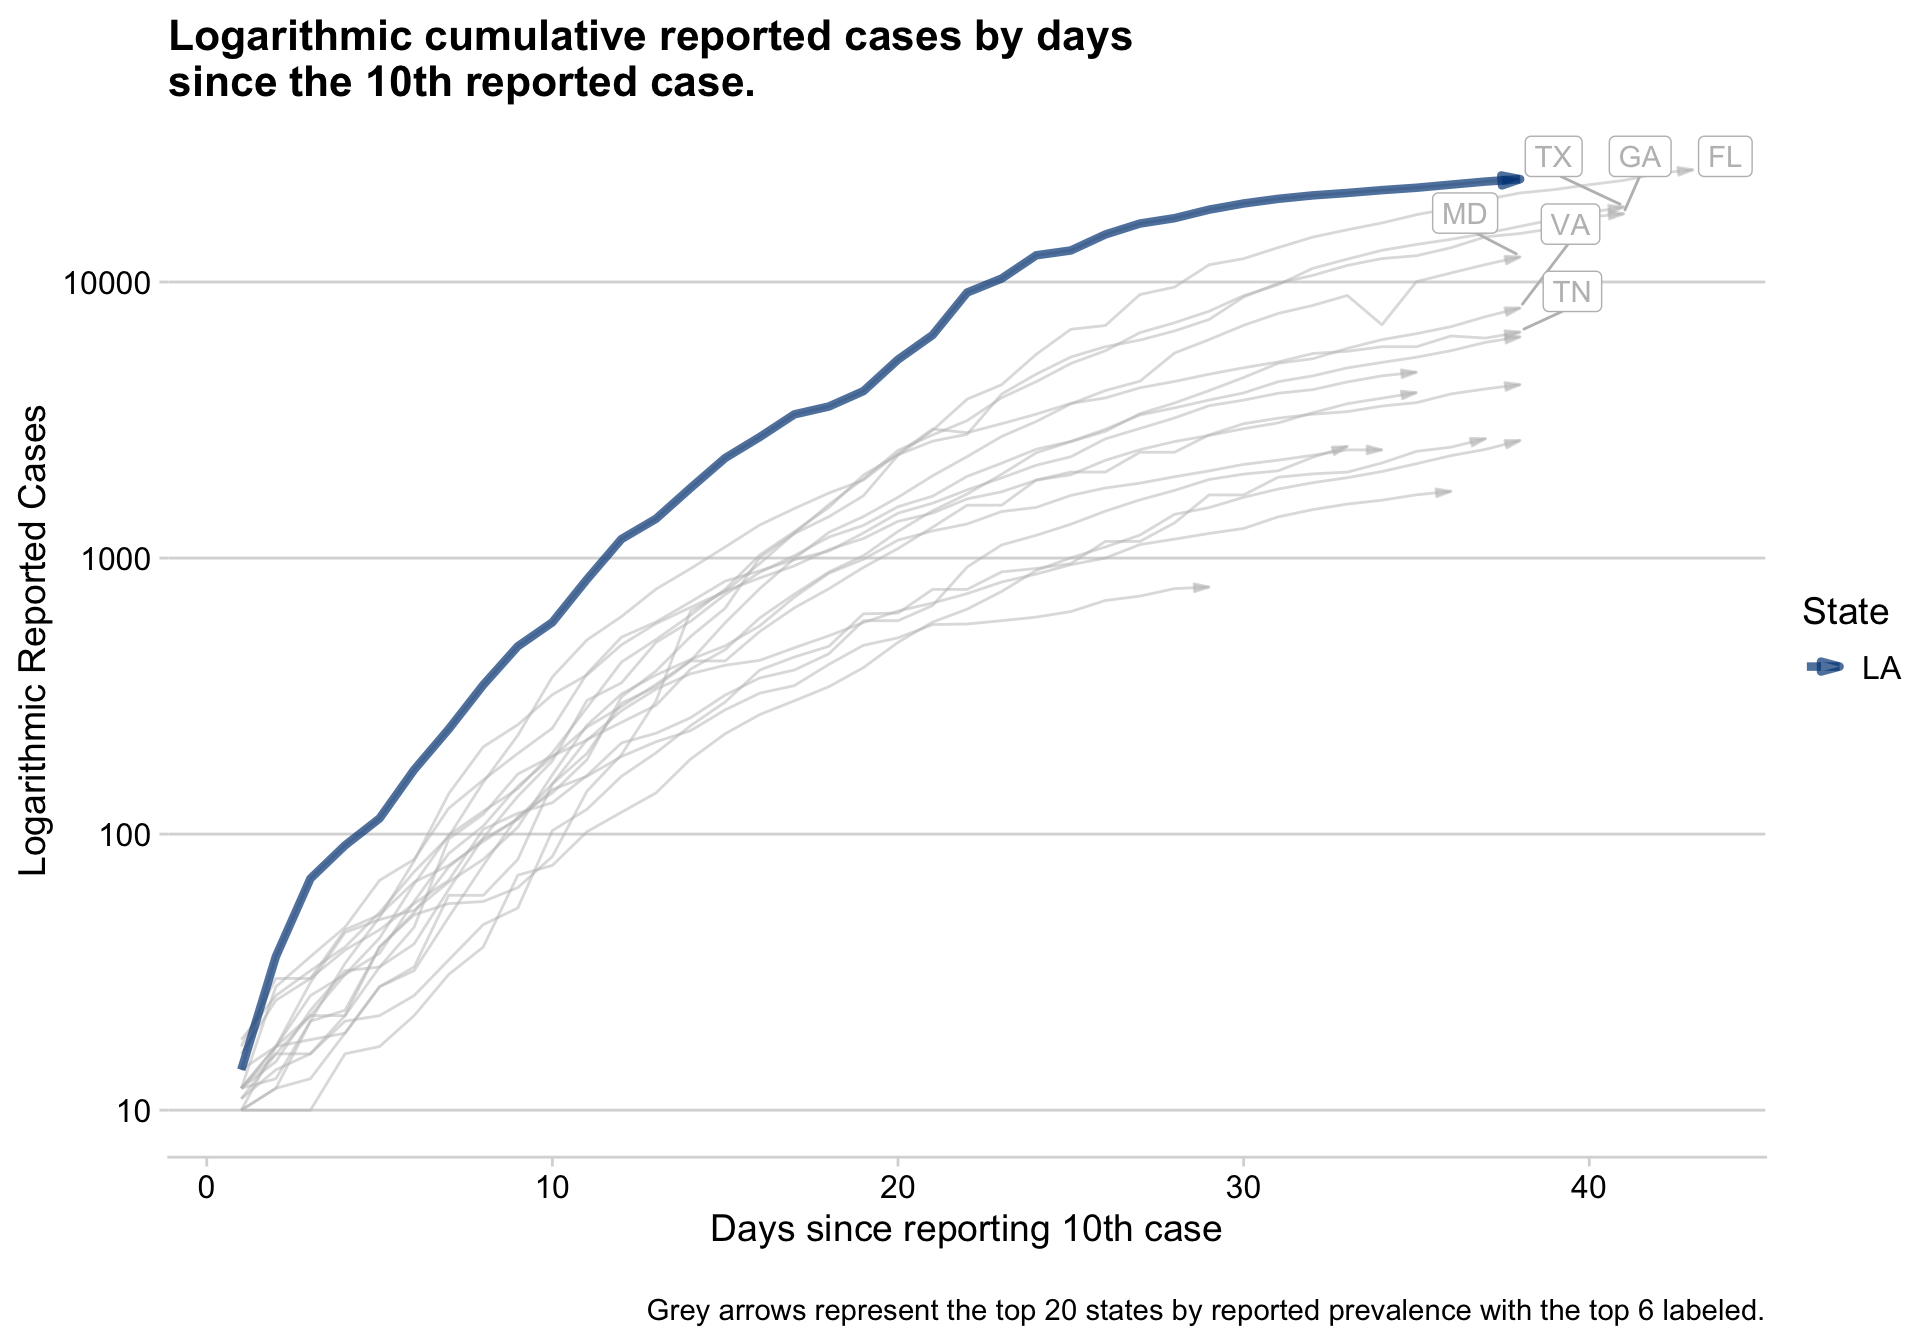 Logarithmic cumulative reported cases by days
since the 10th reported case.
TX
GA
FL
MD
VA
TN
10000
1000
100
10
Logarithmic Reported Cases
State
LA
0
10
20
30
40
Days since reporting 10th case
Grey arrows represent the top 20 states by reported prevalence with the top 6 labeled.